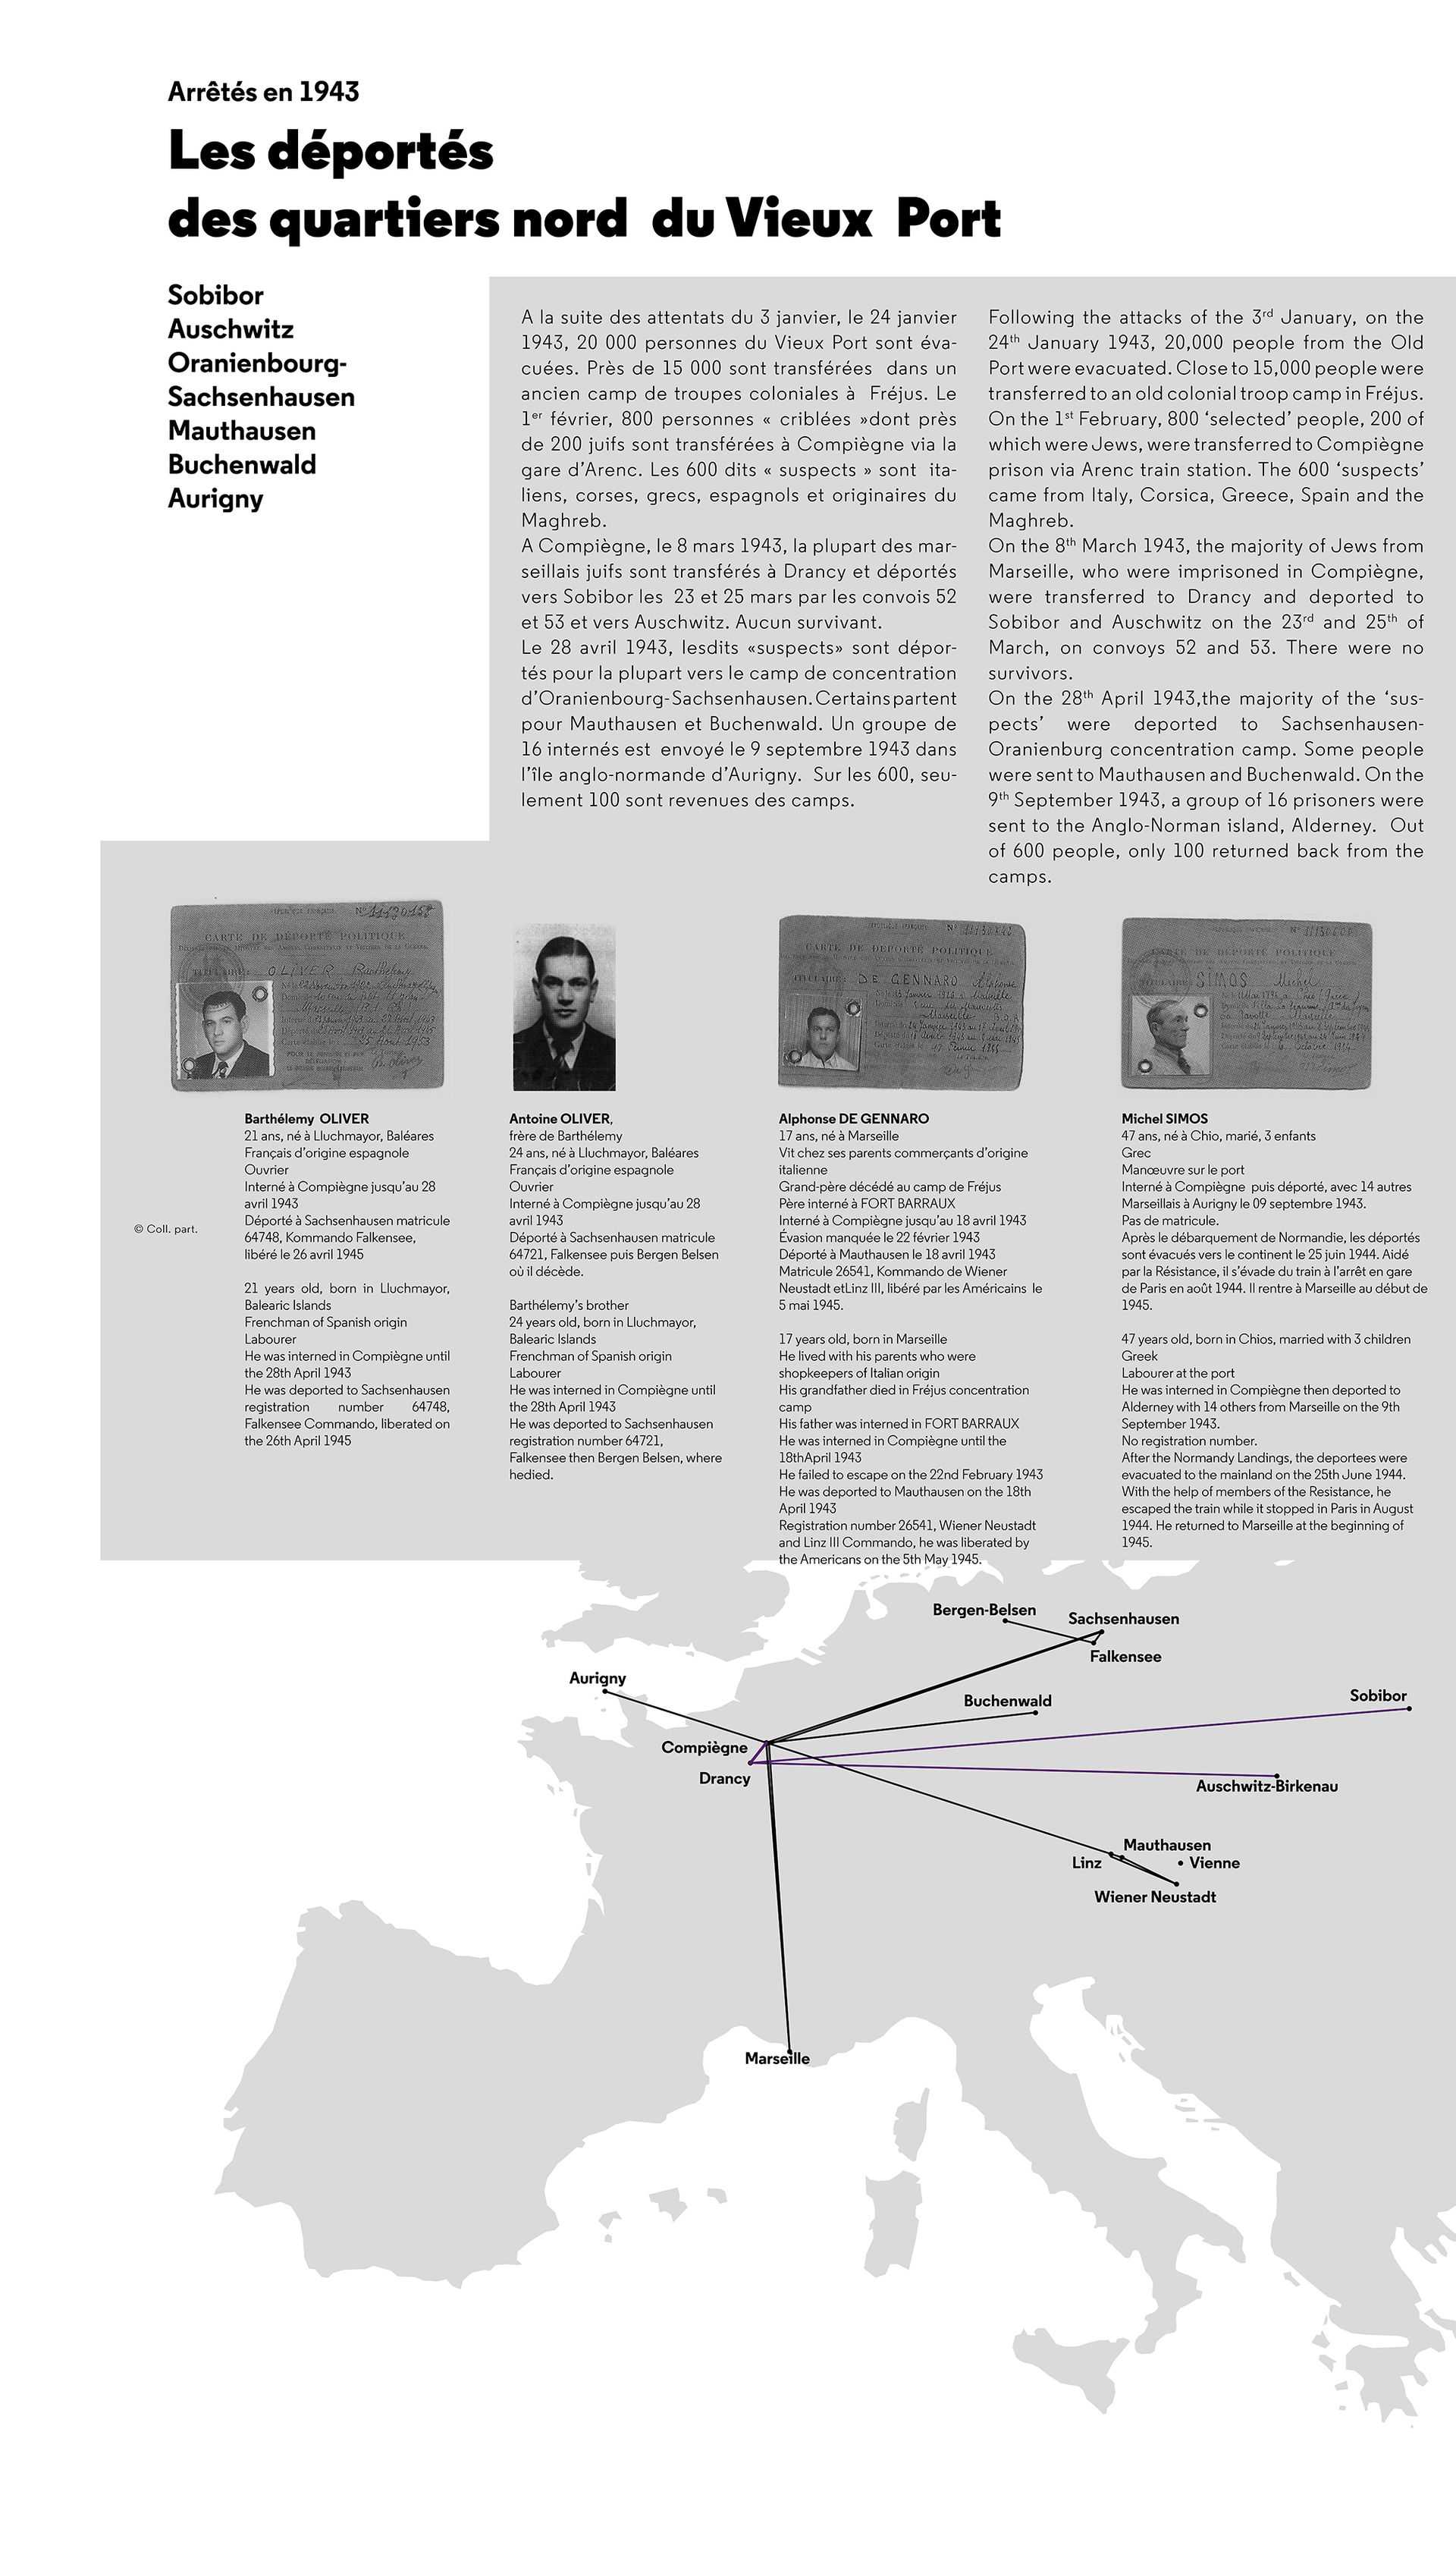 Arrêtés en 1943
Les déportés
des quartiers nord du Vieux Port
Sobibor
Auschwitz
Oranienbourg-
Sachsenhausen
Mauthausen
Buchenwald
Aurigny
A la suite des attentats du 3 janvier, le 24 janvier
1943, 20 000 personnes du Vieux Port sont éva-
cuées. Près de 15 000 sont transférées dans un
ancien camp de troupes coloniales à Fréjus. Le
1er février, 800 personnes « criblées »dont près
de 200 juifs sont transférées à Compiègne via la
gare d'Arenc. Les 600 dits « suspects » sont ita-
liens, corses, grecs, espagnols et originaires du
Maghreb.
A Compiègne, le 8 mars 1943, la plupart des mar-
seillais juifs sont transférés à Drancy et déportés
vers Sobibor les 23 et 25 mars par les convois 52
et 53 et vers Auschwitz. Aucun survivant.
Le 28 avril 1943, lesdits «suspects» sont dépor-
tés pour la plupart vers le camp de concentration
d'Oranienbourg-Sachsenhausen. Certains partent
pour Mauthausen et Buchenwald. Un groupe de
16 internés est envoyé le 9 septembre 1943 dans
l'île anglo-normande d'Aurigny. Sur les 600, seu-
lement 100 sont revenues des camps.
Following the attacks of the 3rd January, on the
24th January 1943, 20,000 people from the Old
Port were evacuated. Close to 15,000 people were
transferred to an old colonial troop camp in Fréjus.
On the 1st February, 800 'selected' people, 200 of
which were Jews, were transferred to Compiègne
prison via Arenc train station. The 600 'suspects'
came from Italy, Corsica, Greece, Spain and the
Maghreb.
On the 8th March 1943, the majority of Jews from
Marseille, who were imprisoned in Compiègne,
were transferred to Drancy and deported to
Sobibor and Auschwitz on the 23rd and 25th of
March, on convoys 52 and 53. There were no
survivors.
On the 28th April 1943,the majority of the 'sus-
pects' were deported to Sachsenhausen-
Oranienburg concentration camp. Some people
were sent to Mauthausen and Buchenwald. On the
9th September 1943, a group of 16 prisoners were
sent to the Anglo-Norman island, Alderney. Out
of 600 people, only 100 returned back from the
camps.
CARTE DE DÉPORTÉ POLITIQUE
TITULAIRE : OLIVER Barthélemy
CARTE DE DÉPORTÉ POLITIQUE
TITULAIRE : DE GENNARO Alphonse
CARTE DE DÉPORTÉ POLITIQUE
TITULAIRE : SIMOS Michel
© Coll. part.
Barthélemy OLIVER
21 ans, né à Lluchmayor, Baléares
Français d'origine espagnole
Ouvrier
Interné à Compiègne jusqu'au 28
avril 1943
Déporté à Sachsenhausen matricule
64748, Kommando Falkensee,
libéré le 26 avril 1945
21 years old, born in Lluchmayor,
Balearic Islands
Frenchman of Spanish origin
Labourer
He was interned in Compiègne until
the 28th April 1943
He was deported to Sachsenhausen
registration number 64748,
Falkensee Commando, liberated on
the 26th April 1945
Antoine OLIVER,
frère de Barthélemy
24 ans, né à Lluchmayor, Baléares
Français d'origine espagnole
Ouvrier
Interné à Compiègne jusqu'au 28
avril 1943
Déporté à Sachsenhausen matricule
64721, Falkensee puis Bergen Belsen
où il décède.
Barthélemy's brother
24 years old, born in Lluchmayor,
Balearic Islands
Frenchman of Spanish origin
Labourer
He was interned in Compiègne until
the 28th April 1943
He was deported to Sachsenhausen
registration number 64721,
Falkensee then Bergen Belsen, where
hedied.
Alphonse DE GENNARO
17 ans, né à Marseille
Vit chez ses parents commerçants d'origine
italienne
Grand-père décédé au camp de Fréjus
Père interné à FORT BARRAUX
Interné à Compiègne jusqu'au 18 avril 1943
Évasion manquée le 22 février 1943
Déporté à Mauthausen le 18 avril 1943
Matricule 26541, Kommando de Wiener
Neustadt etLinz III, libéré par les Américains le
5 mai 1945.
17 years old, born in Marseille
He lived with his parents who were
shopkeepers of Italian origin
His grandfather died in Fréjus concentration
camp
His father was interned in FORT BARRAUX
He was interned in Compiègne until the
18thApril 1943
He failed to escape on the 22nd February 1943
He was deported to Mauthausen on the 18th
April 1943
Registration number 26541, Wiener Neustadt
and Linz III Commando, he was liberated by
the Americans on the 5th May 1945.
Michel SIMOS
47 ans, né à Chio, marié, 3 enfants
Grec
Manœuvre sur le port
Interné à Compiègne puis déporté, avec 14 autres
Marseillais à Aurigny le 09 septembre 1943.
Pas de matricule.
Après le débarquement de Normandie, les déportés
sont évacués vers le continent le 25 juin 1944. Aidé
par la Résistance, il s'évade du train à l'arrêt en gare
de Paris en août 1944. Il rentre à Marseille au début de
1945.
47 years old, born in Chios, married with 3 children
Greek
Labourer at the port
He was interned in Compiègne then deported to
Alderney with 14 others from Marseille on the 9th
September 1943.
No registration number.
After the Normandy Landings, the deportees were
evacuated to the mainland on the 25th June 1944.
With the help of members of the Resistance, he
escaped the train while it stopped in Paris in August
1944. He returned to Marseille at the beginning of
1945.
Bergen-Belsen
Sachsenhausen
Falkensee
Aurigny
Buchenwald
Sobibor
Compiègne
Drancy
Auschwitz-Birkenau
Mauthausen
Linz
Vienne
Wiener Neustadt
Marseille